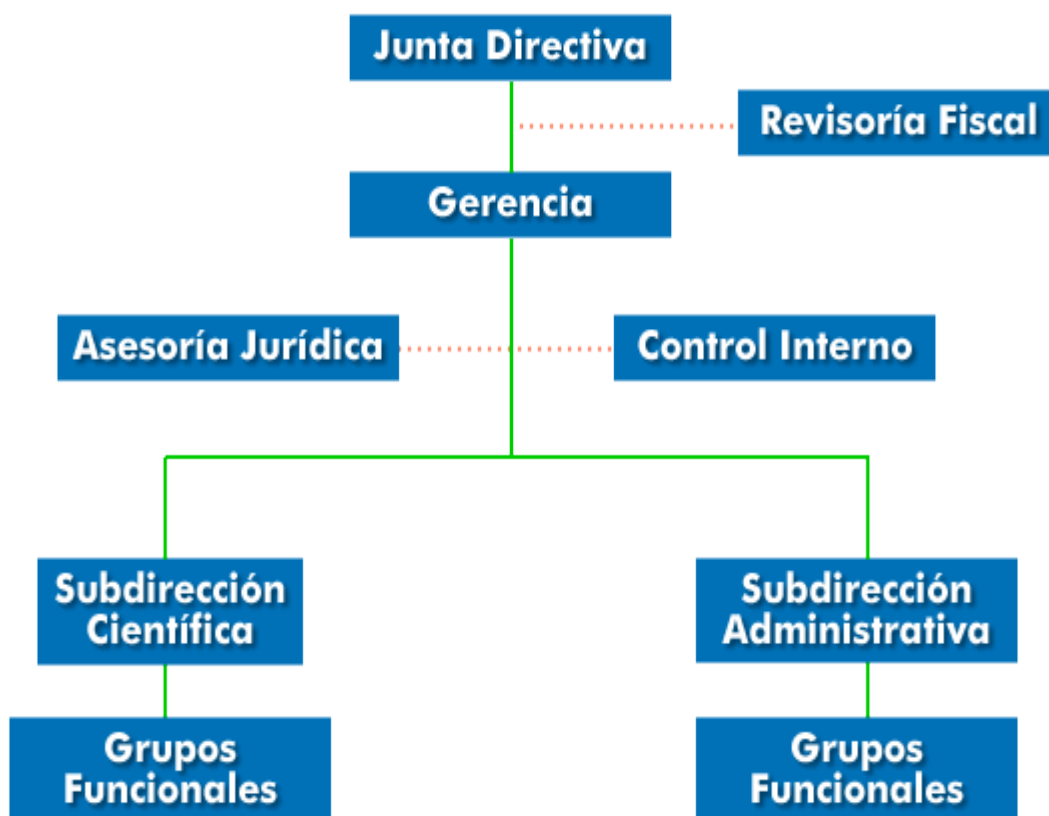 Junta Directiva
Revisoría Fiscal
Gerencia
Asesoría Jurídica
Control Interno
Subdirección
Científica
Subdirección
Administrativa
Grupos
Funcionales
Grupos
Funcionales